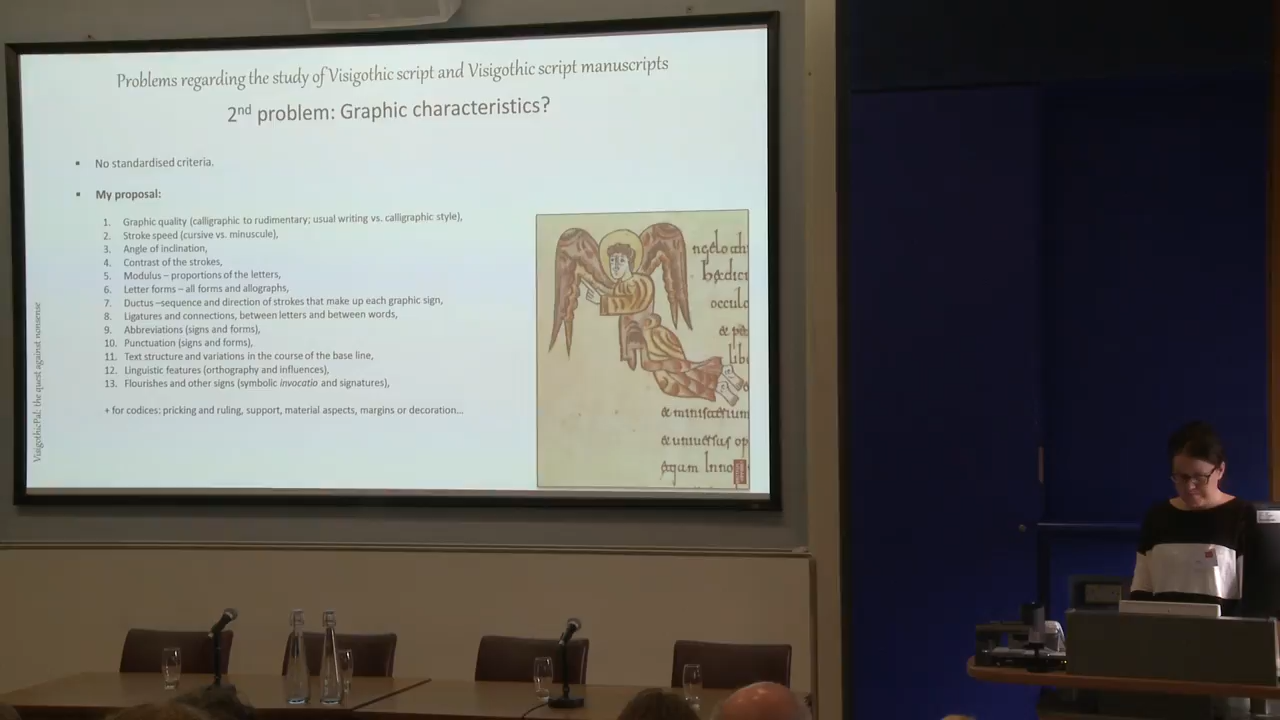 Problems regarding the study of Visigothic script and Visigothic script manuscripts
2nd problem: Graphic characteristics?
▪ No standardised criteria.
▪ My proposal:
1. Graphic quality (calligraphic to rudimentary; usual writing vs. calligraphic style),
2. Stroke speed (cursive vs. minuscule),
3. Angle of inclination,
4. Contrast of the strokes,
5. Modulus – proportions of the letters,
6. Letter forms – all forms and allographs,
7. Ductus –sequence and direction of strokes that make up each graphic sign,
8. Ligatures and connections, between letters and between words,
9. Abbreviations (signs and forms),
10. Punctuation (signs and forms),
11. Text structure and variations in the course of the base line,
12. Linguistic features (orthography and influences),
13. Flourishes and other signs (symbolic invocatio and signatures),
+ for codices: pricking and ruling, support, material aspects, margins or decoration...
VisigothicPal: the quest against nonsense
occulc
& miniſterium
& uniuerſuſ op